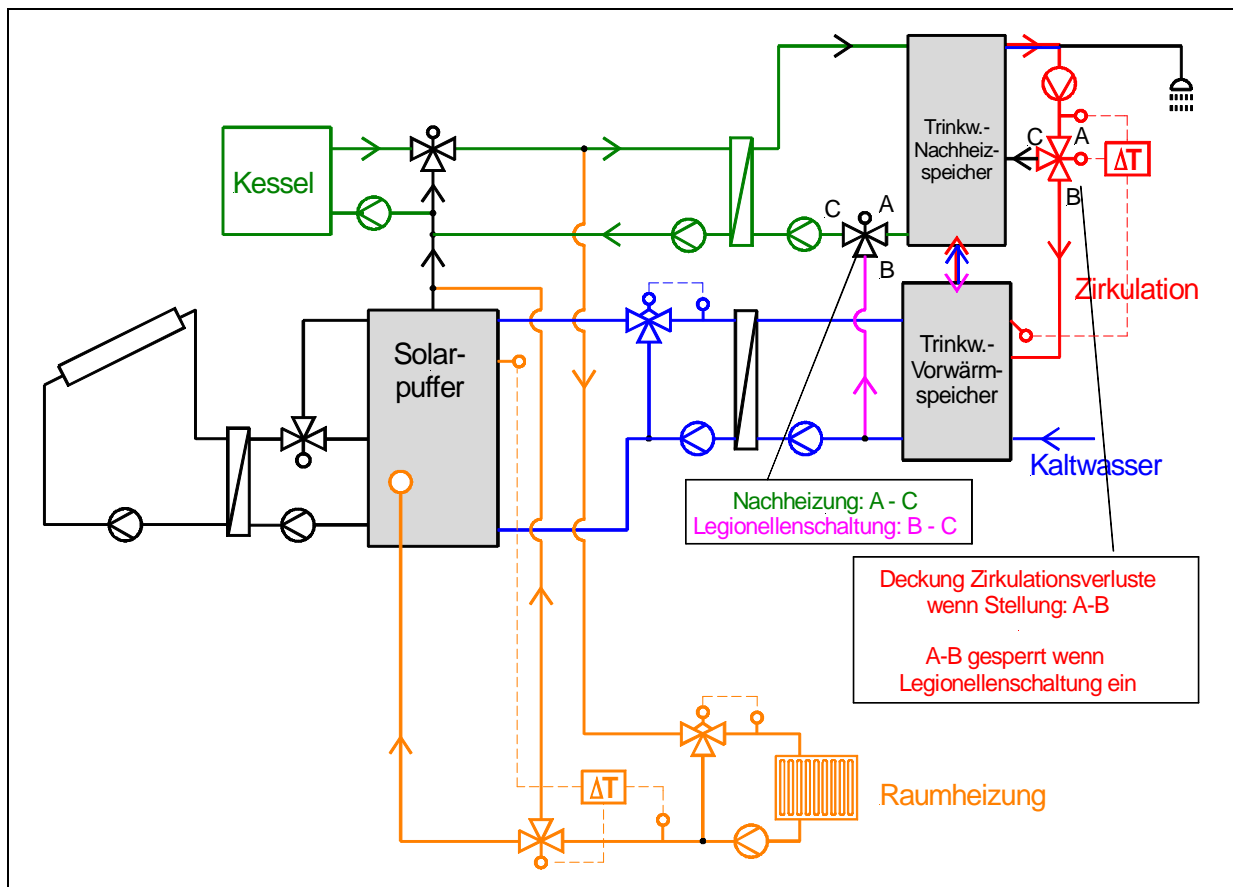 Kessel
Trinkw.-
Nachheiz-
speicher
C
A
B
ΔT
C
A
B
Zirkulation
Solar-
puffer
Trinkw.-
Vorwärm-
speicher
Kaltwasser
Nachheizung: A - C
Legionellenschaltung: B - C
Deckung Zirkulationsverluste
wenn Stellung: A-B
A-B gesperrt wenn
Legionellenschaltung ein
ΔT
Raumheizung